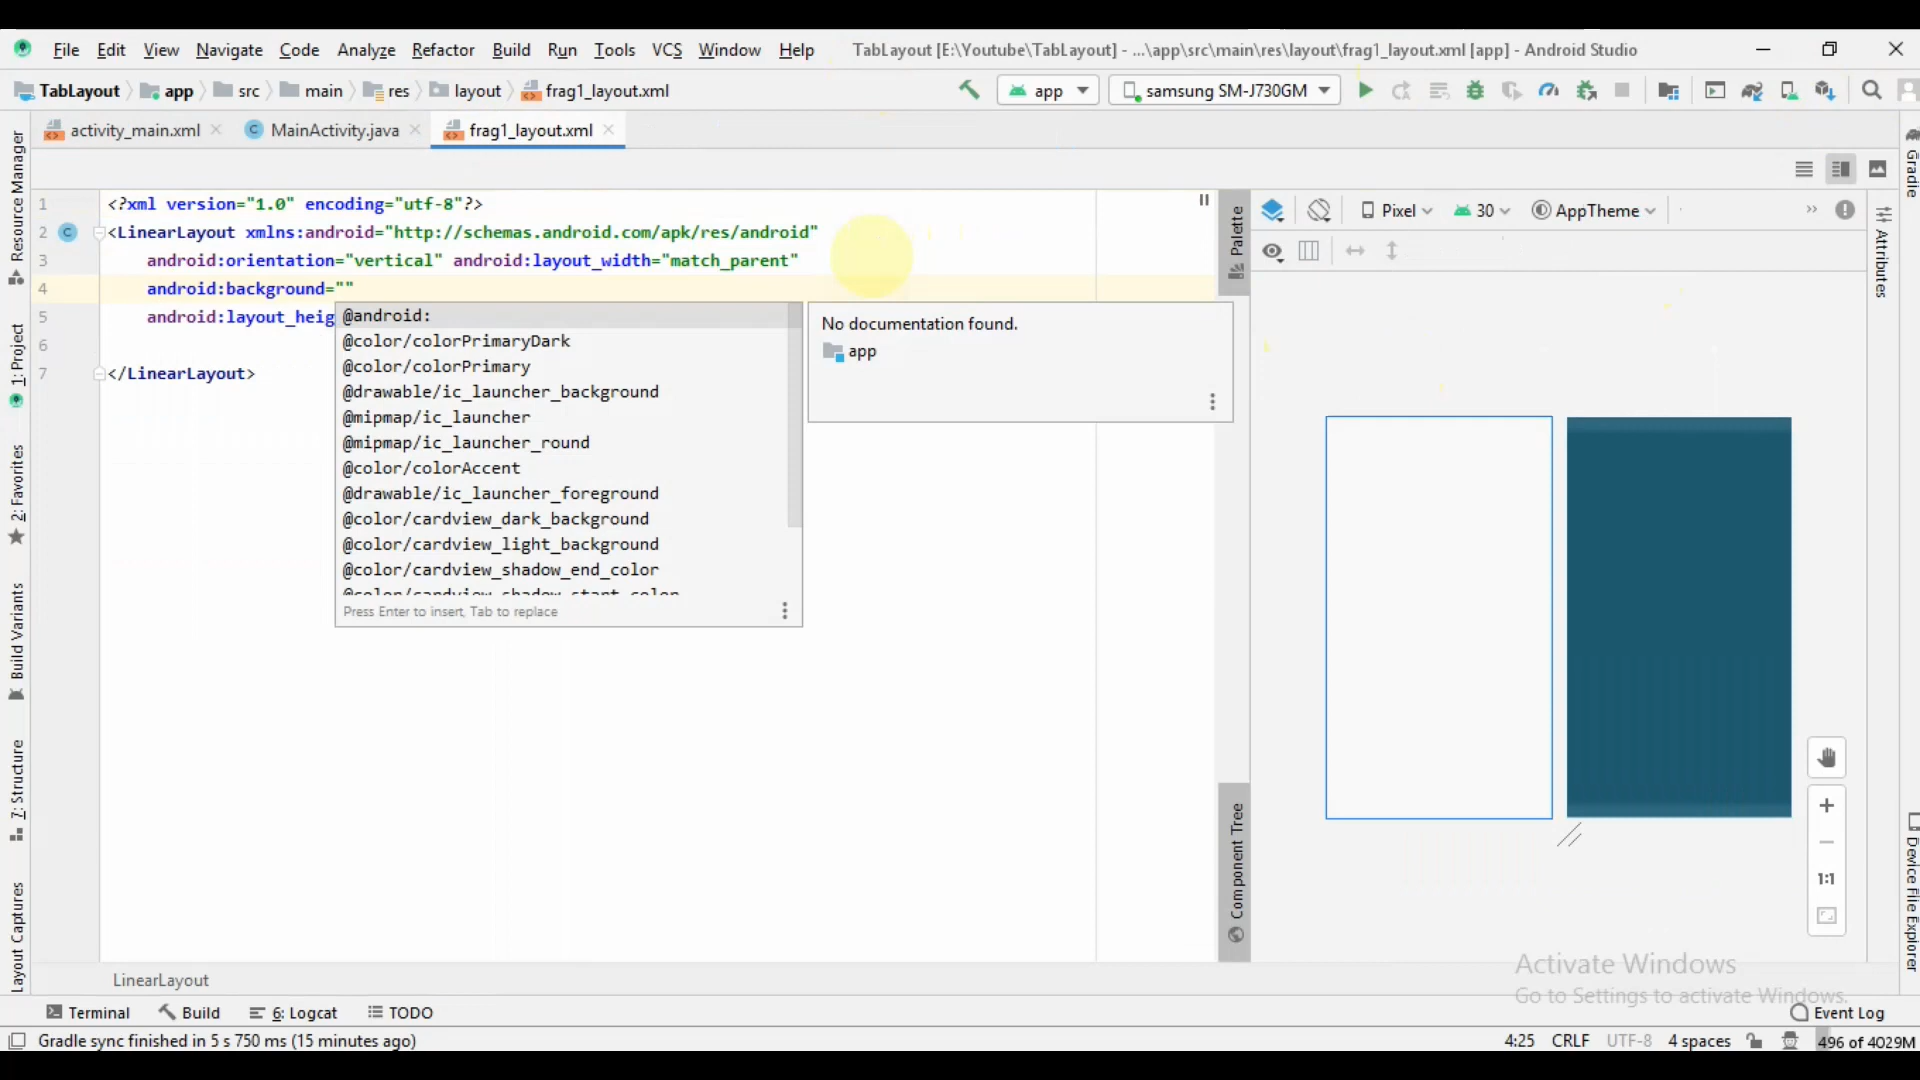 File Edit View Navigate Code Analyze Refactor Build Run Tools VCS Window Help TabLayout [E:\Youtube\TabLayout] - ...\app\src\main\res\layout\frag1_layout.xml [app] - Android Studio
TabLayout app src main res layout frag1_layout.xml app samsung SM-J730GM
activity_main.xml MainActivity.java frag1_layout.xml
Resource Manager
1: Project
2: Favorites
Build Variants
7: Structure
Layout Captures
1 <?xml version="1.0" encoding="utf-8"?>
2 <LinearLayout xmlns:android="http://schemas.android.com/apk/res/android"
3 android:orientation="vertical" android:layout_width="match_parent"
4 android:background=""
5 android:layout_heig
6
7 </LinearLayout>
@android:
@color/colorPrimaryDark
@color/colorPrimary
@drawable/ic_launcher_background
@mipmap/ic_launcher
@mipmap/ic_launcher_round
@color/colorAccent
@drawable/ic_launcher_foreground
@color/cardview_dark_background
@color/cardview_light_background
@color/cardview_shadow_end_color
@color/cardview_shadow_start_color
Press Enter to insert, Tab to replace
No documentation found.
app
Palette
Component Tree
Pixel 30 AppTheme
1:1
Gradle
Attributes
Device File Explorer
Activate Windows
Go to Settings to activate Windows.
LinearLayout
Terminal Build 6: Logcat TODO Event Log
Gradle sync finished in 5 s 750 ms (15 minutes ago) 4:25 CRLF UTF-8 4 spaces 496 of 4029M